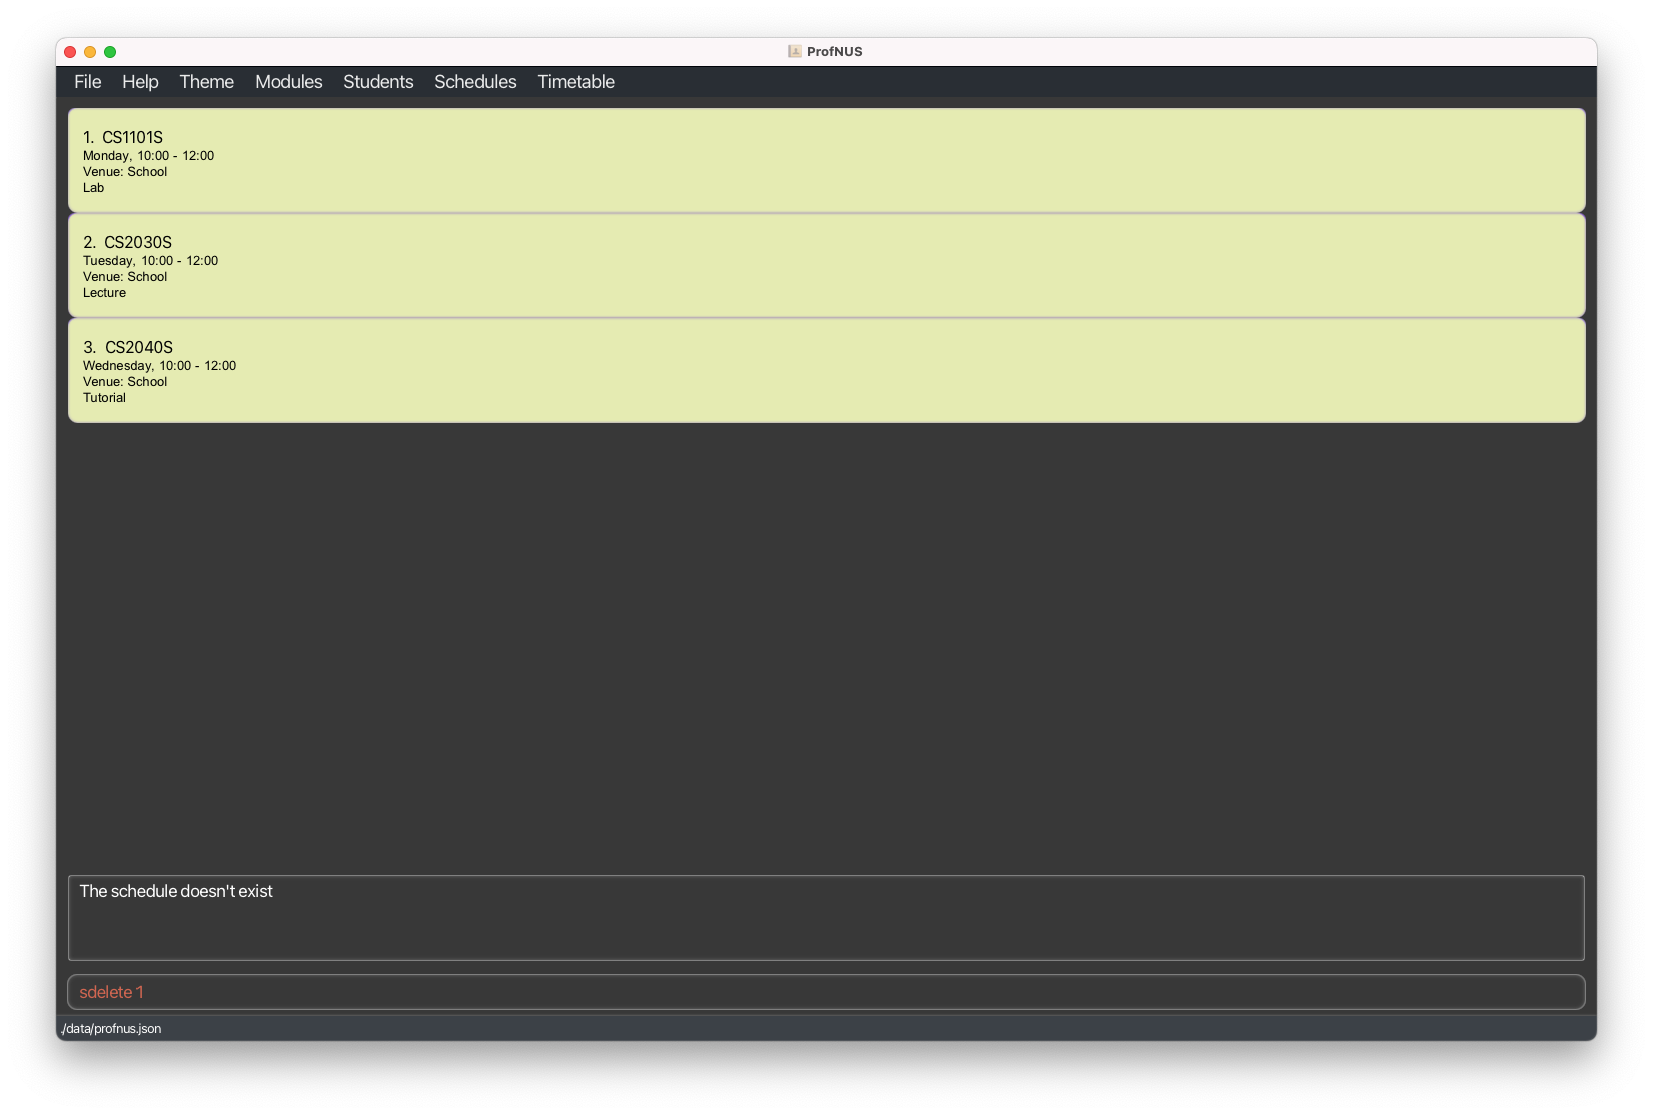 ProfNUS
File Help Theme Modules Students Schedules Timetable
1. CS1101S
Monday, 10:00 - 12:00
Venue: School
Lab
2. CS2030S
Tuesday, 10:00 - 12:00
Venue: School
Lecture
3. CS2040S
Wednesday, 10:00 - 12:00
Venue: School
Tutorial
The schedule doesn't exist
sdelete 1
./data/profnus.json